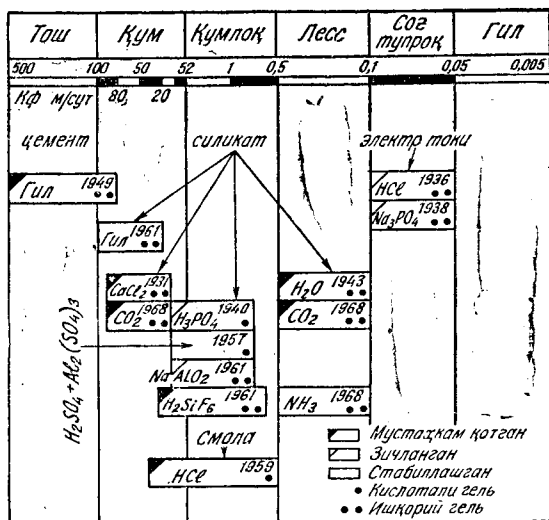 Тош Қум Қумлоқ Лесс Соғ тупроқ Гил
500 100 50 52 1 0,5 0,1 0,05 0,005
Кф м/сут 80, 20
цемент силикат электр токи
Гил 1949
HCl 1936
Na₃PO₄ 1938
Гил 1961
CaCl₂ 1931
H₂O 1943
CO₂ 1968
H₃PO₄ 1940
CO₂ 1968
H₂SO₄+Al₂(SO₄)₃
1957
NaAlO₂ 1961
H₂SiF₆ 1961
NH₃ 1968
Смола
HCl 1959
Мустаҳкам қотган
Зичланган
Стабиллашган
Кислотали гель
Ишқорий гель